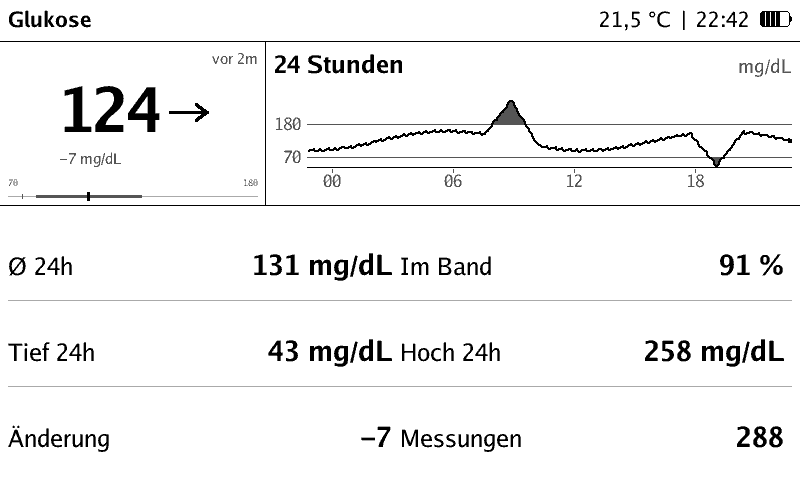 Glukose
21,5 °C | 22:42
vor 2m
124
−7 mg/dL
70
180
24 Stunden
mg/dL
180
70
00 06 12 18
Ø 24h 131 mg/dL Im Band 91 %
Tief 24h 43 mg/dL Hoch 24h 258 mg/dL
Änderung −7 Messungen 288